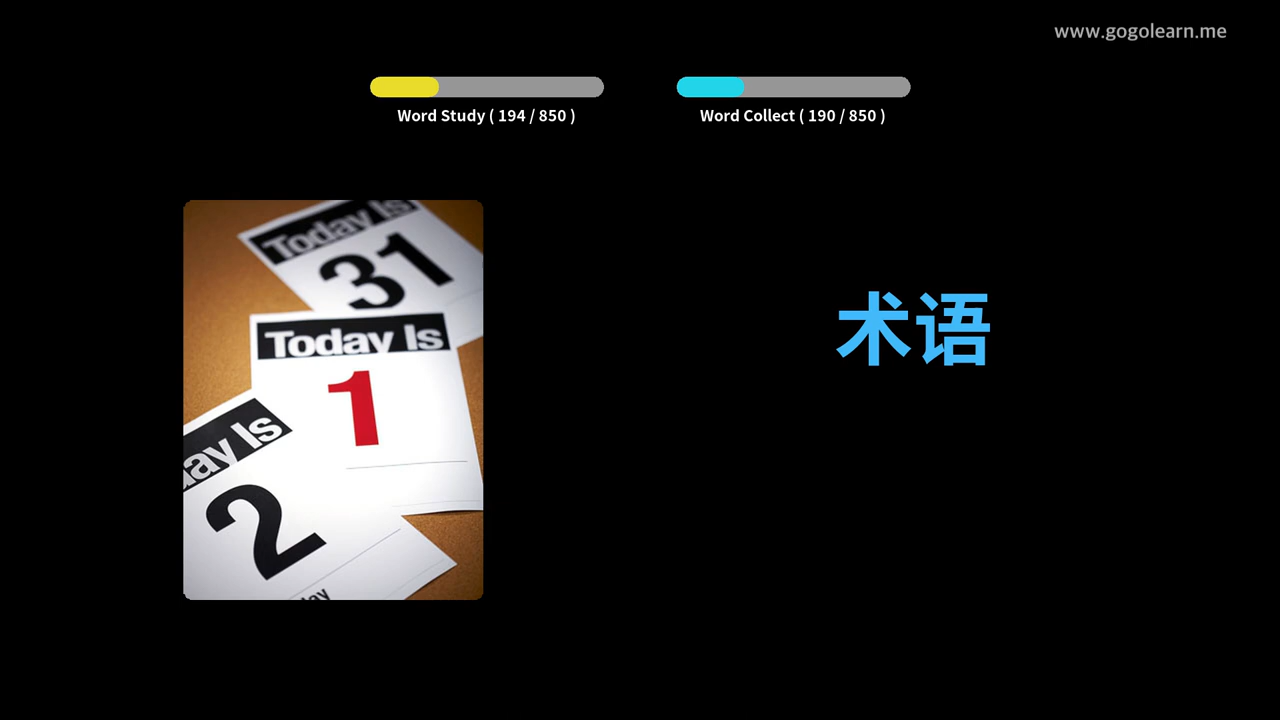 www.gogolearn.me
Word Study ( 194 / 850 )
Word Collect ( 190 / 850 )
Today Is
31
Today Is
1
ay Is
2
术语